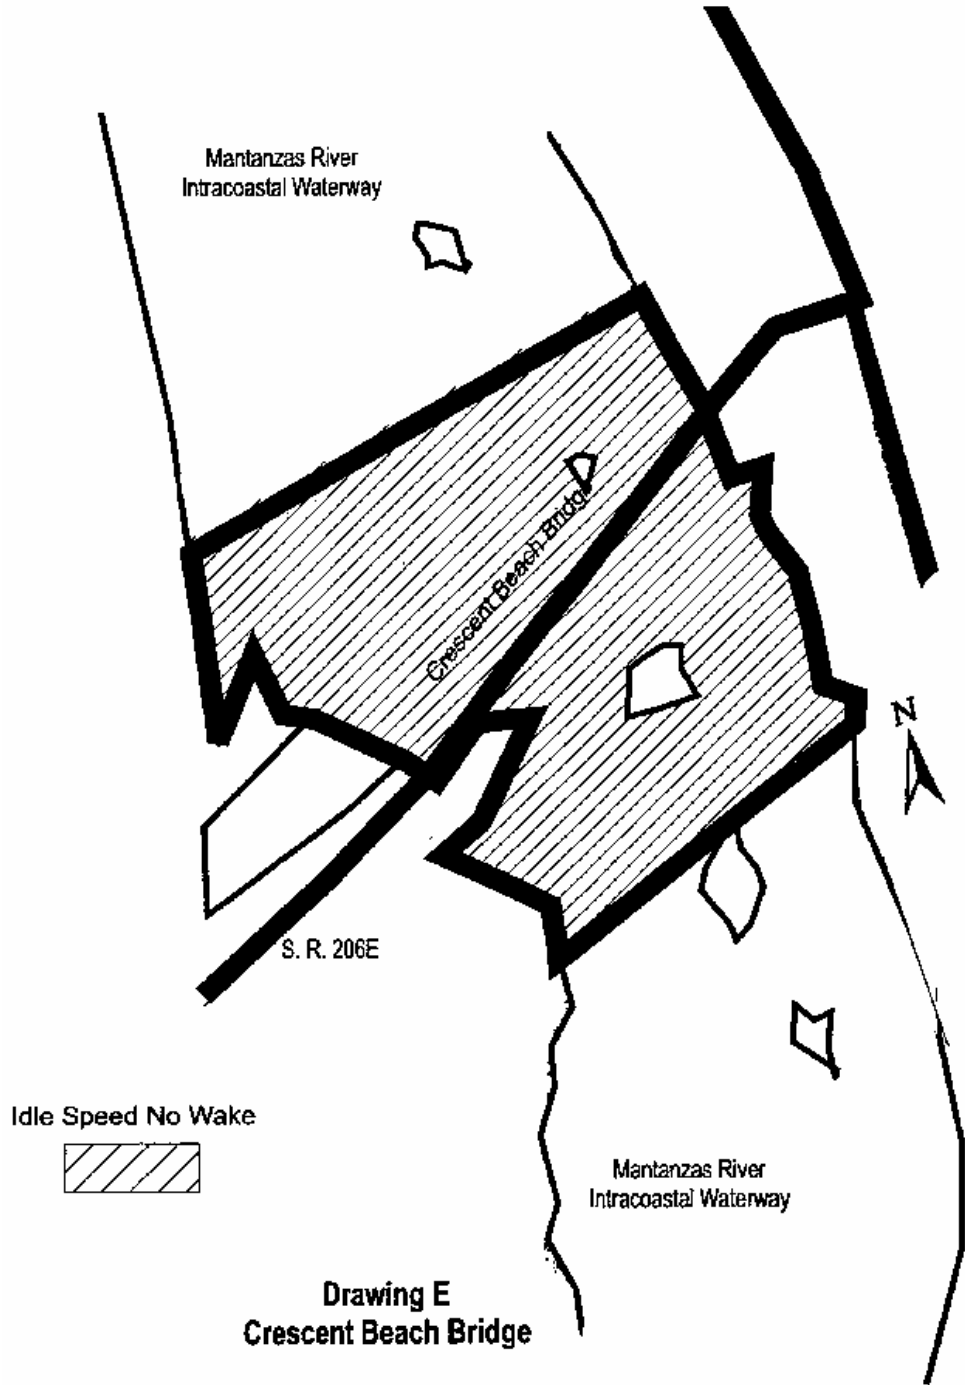 Mantanzas River
Intracoastal Waterway
Crescent Beach Bridge
N
S. R. 206E
Idle Speed No Wake
Mantanzas River
Intracoastal Waterway
Drawing E
Crescent Beach Bridge